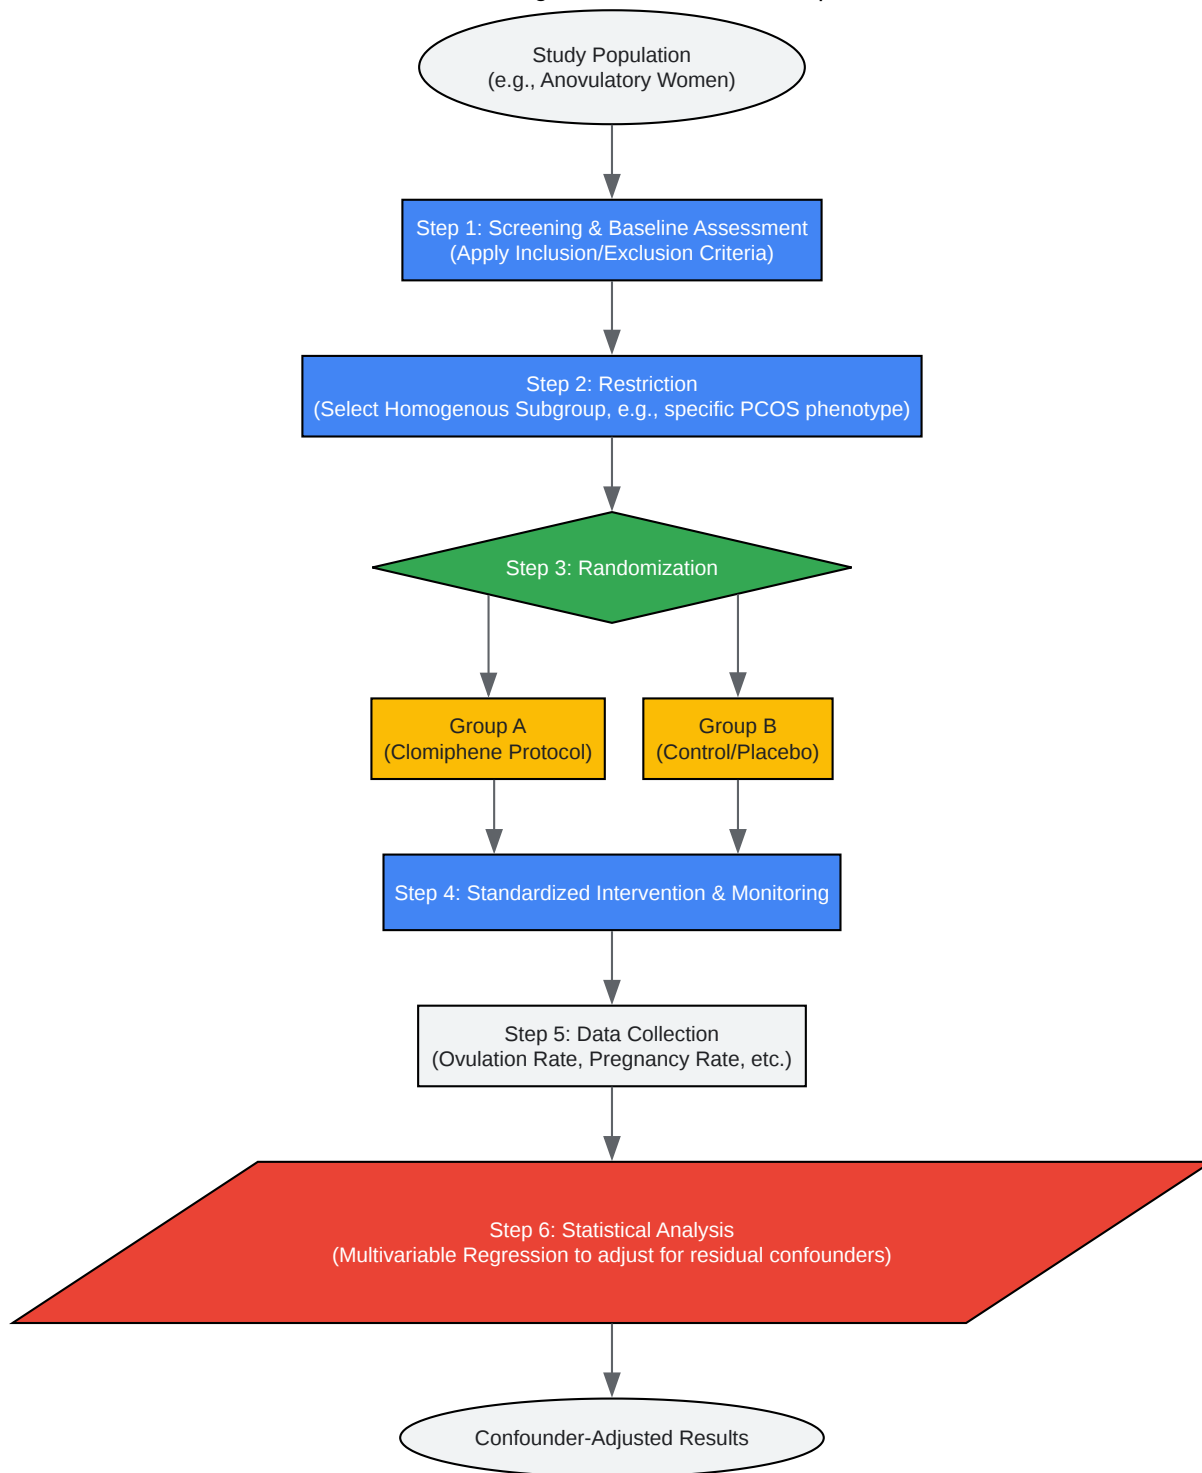 Study Population
(e.g., Anovulatory Women)
Step 1: Screening & Baseline Assessment
(Apply Inclusion/Exclusion Criteria)
Step 2: Restriction
(Select Homogenous Subgroup, e.g., specific PCOS phenotype)
Step 3: Randomization
Group A
(Clomiphene Protocol)
Group B
(Control/Placebo)
Step 4: Standardized Intervention & Monitoring
Step 5: Data Collection
(Ovulation Rate, Pregnancy Rate, etc.)
Step 6: Statistical Analysis
(Multivariable Regression to adjust for residual confounders)
Confounder-Adjusted Results